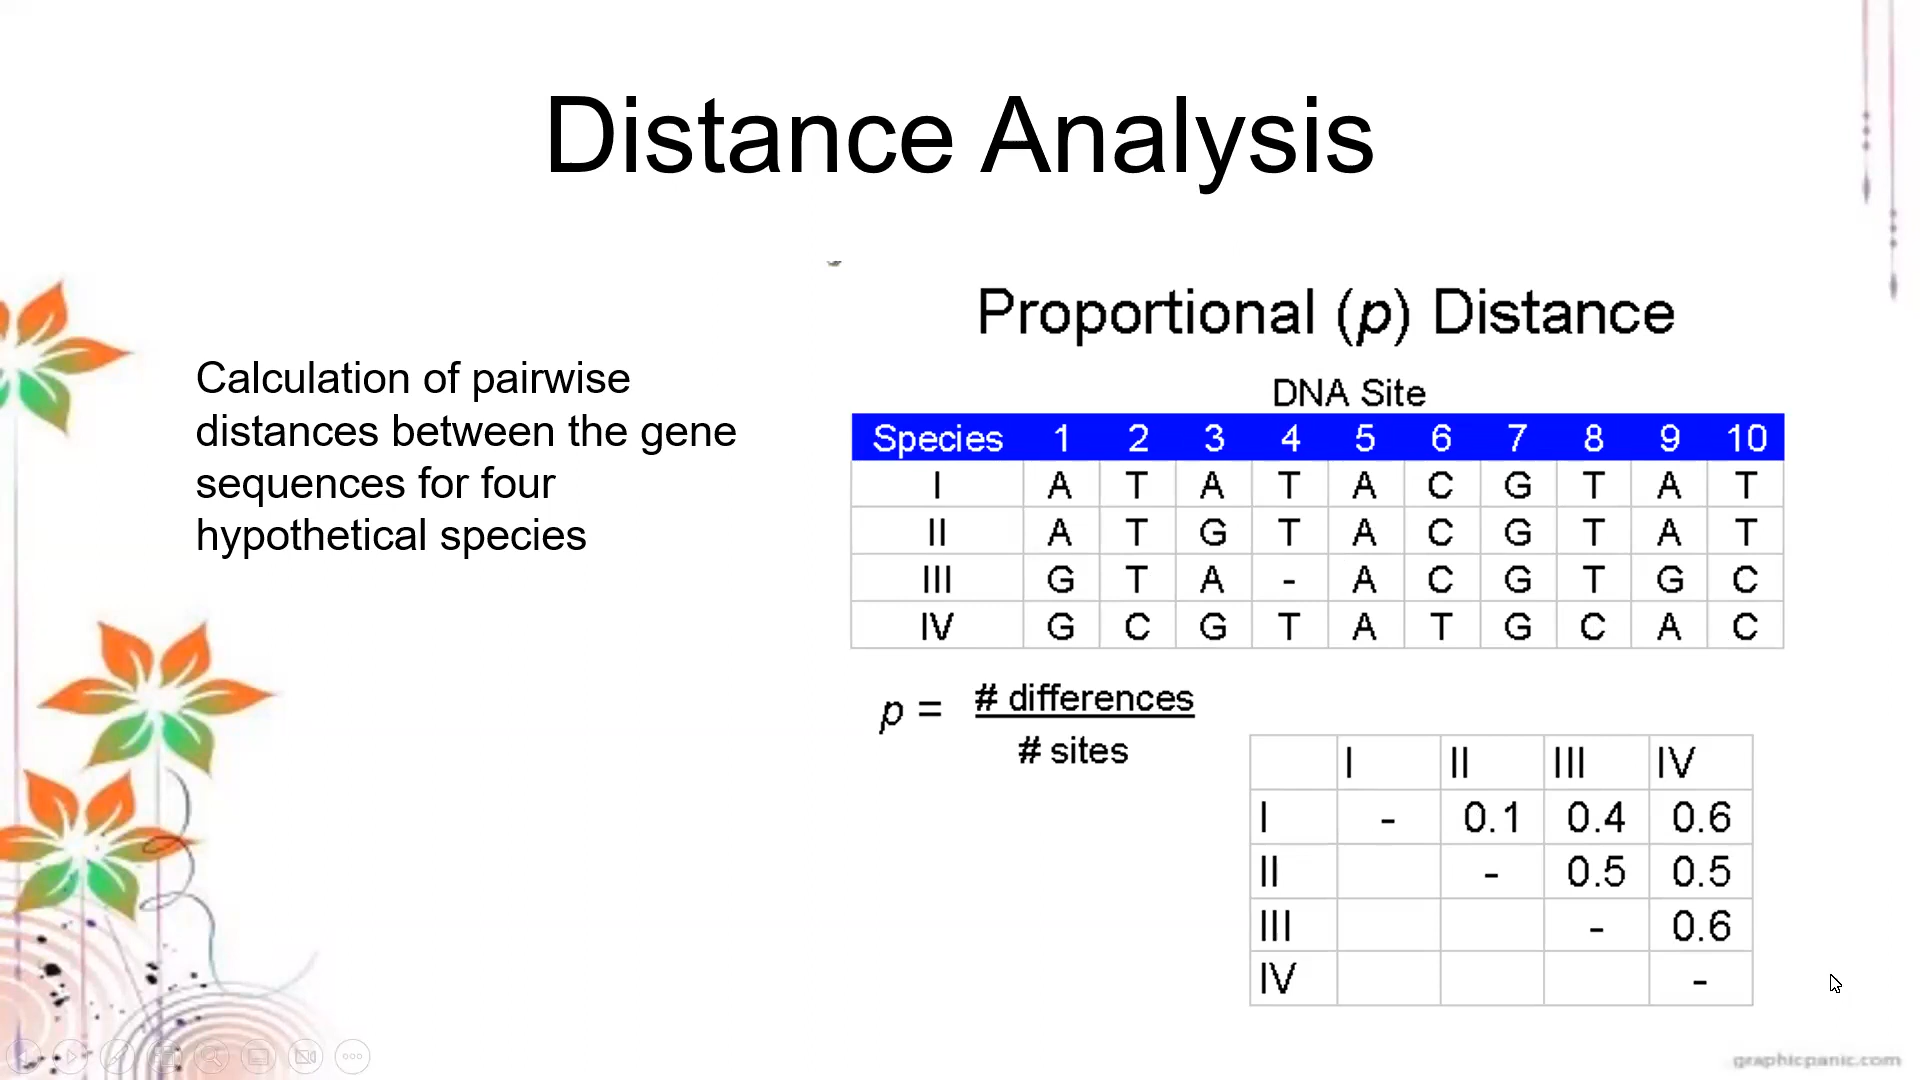 Distance Analysis
Calculation of pairwise
distances between the gene
sequences for four
hypothetical species
Proportional (p) Distance
DNA Site
Species 1 2 3 4 5 6 7 8 9 10
I A T A T A C G T A T
II A T G T A C G T A T
III G T A - A C G T G C
IV G C G T A T G C A C
p = # differences
# sites
I II III IV
I - 0.1 0.4 0.6
II - 0.5 0.5
III - 0.6
IV -
graphicpanic.com